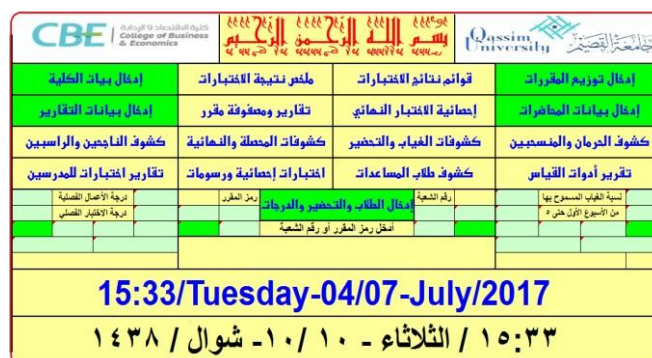 CBE كلية الاقتصاد والإدارة
College of Business
& Economics
بسم الله الرحمن الرحيم
Qassim
University
جامعة القصيم
إدخال توزيع المقررات قوائم نتائج الاختبارات ملخص نتيجة الاختبارات إدخال بيات الكلية
إدخال بيانات المحاضرات إحصائية الاختبار النهائي تقارير ومصفوفة مقرر إدخال بيانات التقارير
كشوف الحرمان والمنسحبين كشوفات الغياب والتحضير كشوفات المحصلة والنهائية كشوف الناجحين والراسبين
تقرير أدوات القياس كشوف طلاب المساعدات اختبارات إحصائية ورسومات تقارير اختبارات للمدرسين
نسبة الغياب المسموح بها رقم الشعبة إدخال الطلاب والتحضير والدرجات رمز المقرر درجة الأعمال الفصلية
من الأسبوع الأول حتى ٥ درجة الاختبار الفصلي
أدخل رمز المقرر أو رقم الشعبة
15:33/Tuesday-04/07-July/2017
١٥:٣٣ / الثلاثاء - ١٠ /١٠- شوال / ١٤٣٨